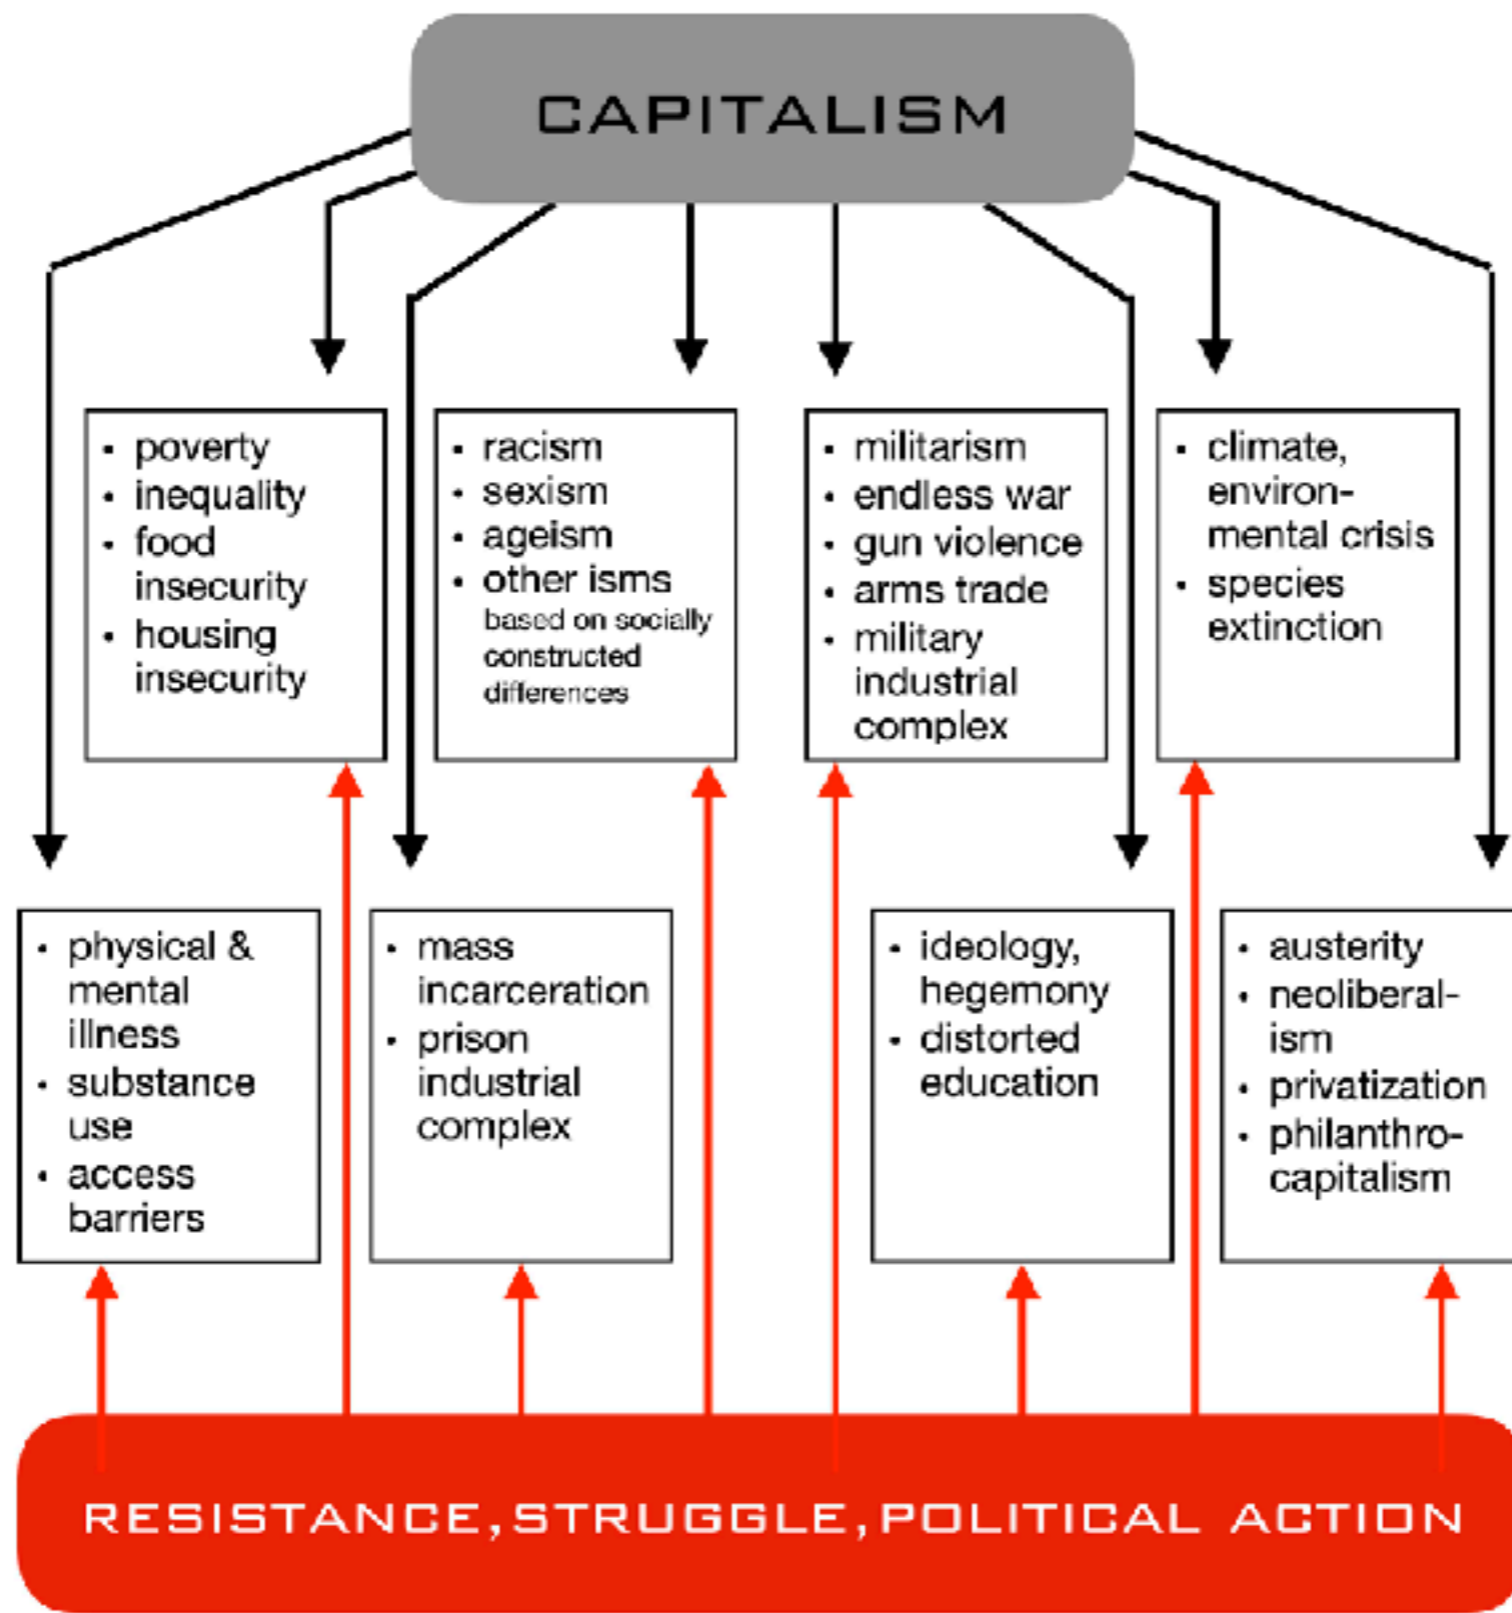 CAPITALISM
• poverty
• inequality
• food
insecurity
• housing
insecurity
• racism
• sexism
• ageism
• other isms
based on socially
constructed
differences
• militarism
• endless war
• gun violence
• arms trade
• military
industrial
complex
• climate,
environ-
mental crisis
• species
extinction
• physical &
mental
illness
• substance
use
• access
barriers
• mass
incarceration
• prison
industrial
complex
• ideology,
hegemony
• distorted
education
• austerity
• neoliberal-
ism
• privatization
• philanthro-
capitalism
RESISTANCE, STRUGGLE, POLITICAL ACTION